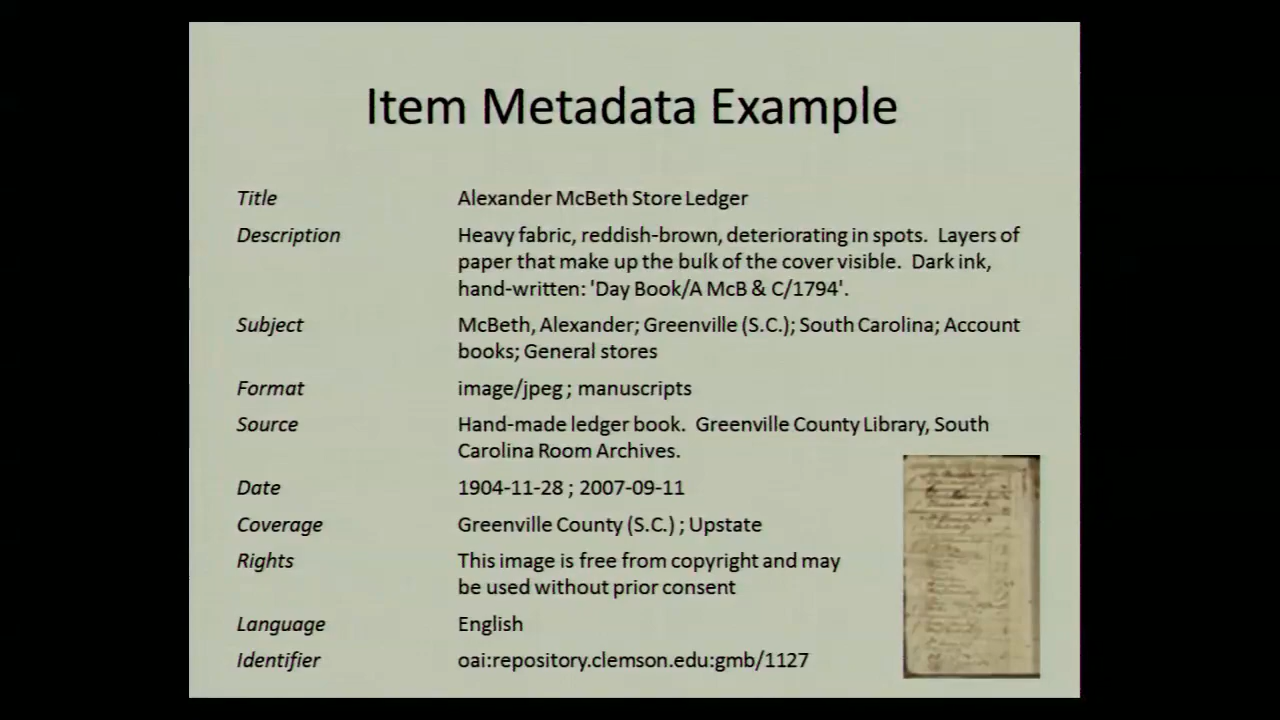 Item Metadata Example
Title Alexander McBeth Store Ledger
Description Heavy fabric, reddish-brown, deteriorating in spots. Layers of
paper that make up the bulk of the cover visible. Dark ink,
hand-written: 'Day Book/A McB & C/1794'.
Subject McBeth, Alexander; Greenville (S.C.); South Carolina; Account
books; General stores
Format image/jpeg ; manuscripts
Source Hand-made ledger book. Greenville County Library, South
Carolina Room Archives.
Date 1904-11-28 ; 2007-09-11
Coverage Greenville County (S.C.) ; Upstate
Rights This image is free from copyright and may
be used without prior consent
Language English
Identifier oai:repository.clemson.edu:gmb/1127